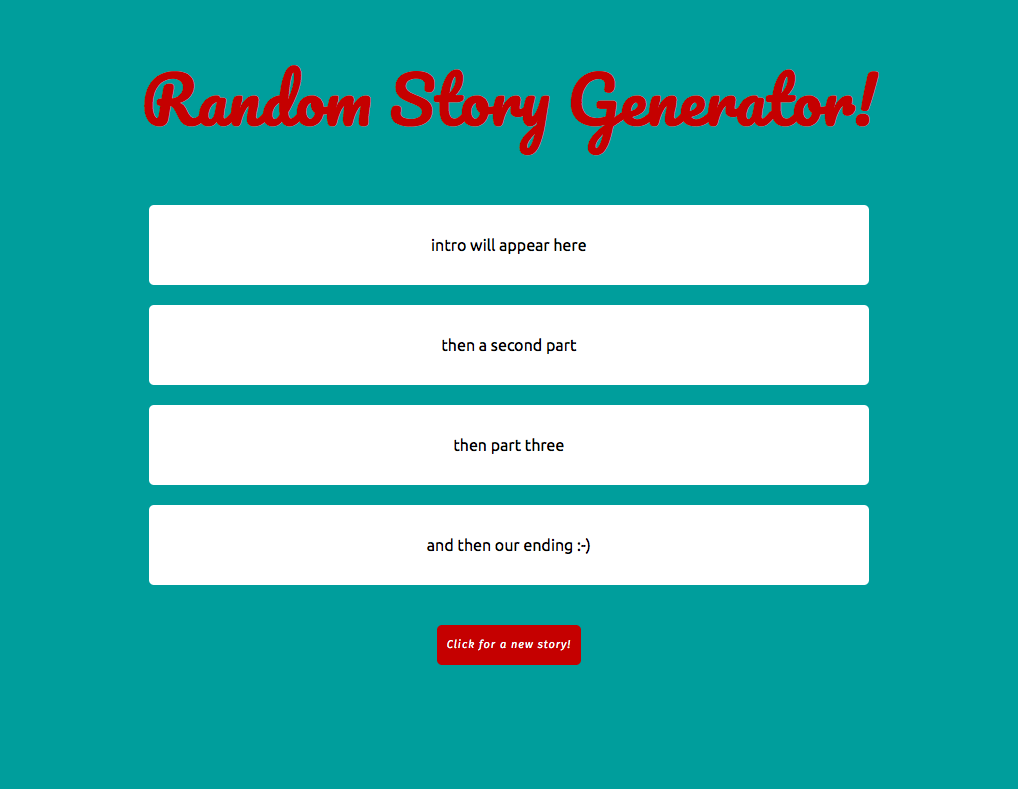 Random Story Generator!
intro will appear here
then a second part
then part three
and then our ending :-)
Click for a new story!